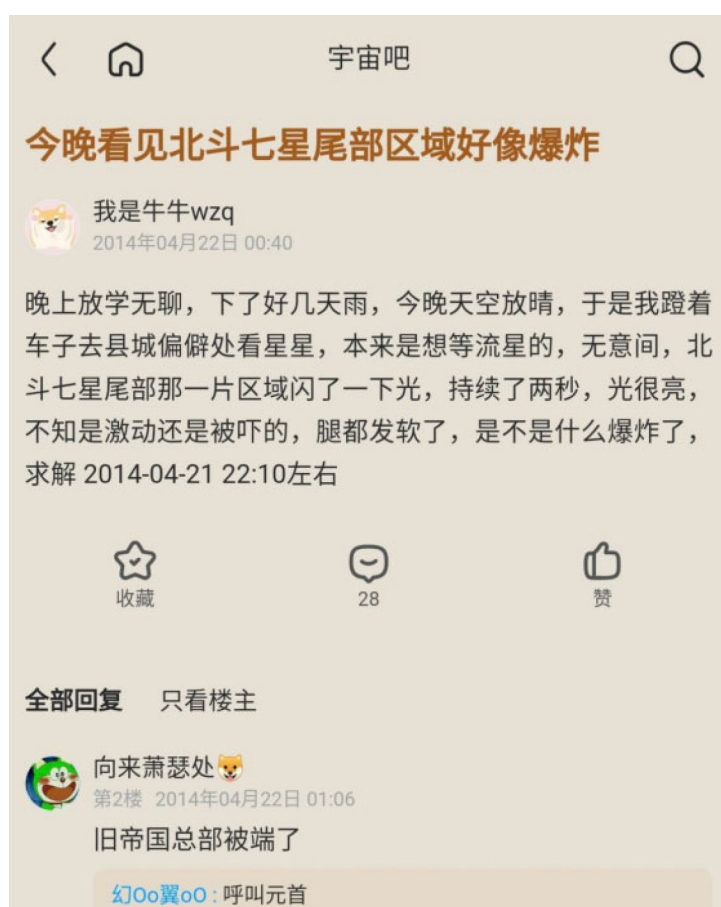 宇宙吧
今晚看见北斗七星尾部区域好像爆炸
我是牛牛wzq
2014年04月22日 00:40
晚上放学无聊，下了好几天雨，今晚天空放晴，于是我蹬着
车子去县城偏僻处看星星，本来是想等流星的，无意间，北
斗七星尾部那一片区域闪了一下光，持续了两秒，光很亮，
不知是激动还是被吓的，腿都发软了，是不是什么爆炸了，
求解 2014-04-21 22:10左右
收藏
28
赞
全部回复 只看楼主
向来萧瑟处
第2楼 2014年04月22日 01:06
旧帝国总部被端了
幻Oo翼oO : 呼叫元首